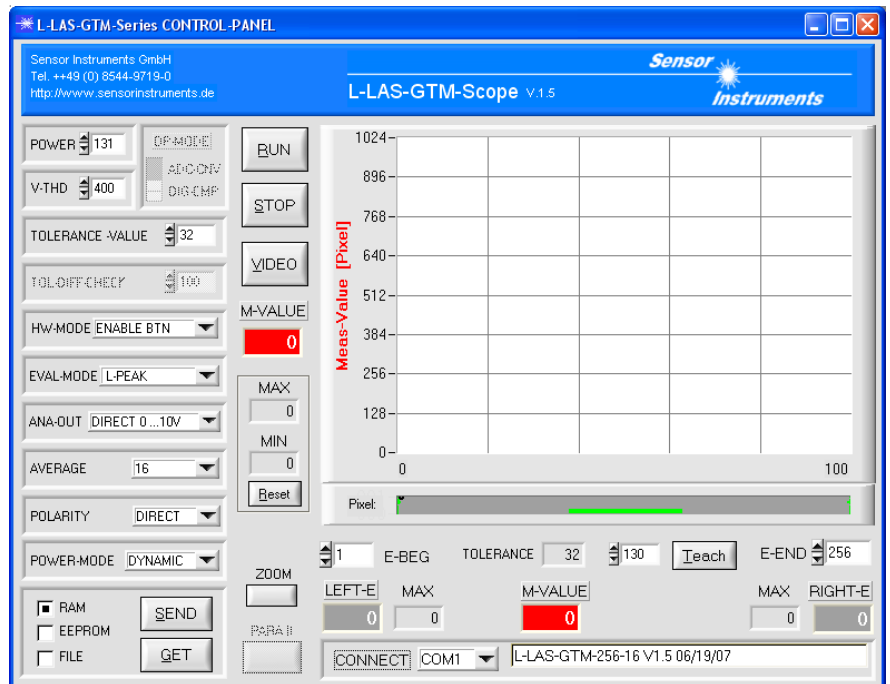 L-LAS-GTM-Series CONTROL-PANEL
Sensor Instruments GmbH
Tel. ++49 (0) 8544-9719-0
http://www.sensorinstruments.de
L-LAS-GTM-Scope V.1.5
Sensor
Instruments
POWER 131
OP-MODE
ADC-CNV
DIG-CMP
V-THD 400
TOLERANCE -VALUE 32
TOL-DIFF-CHECK 100
HW-MODE ENABLE BTN
EVAL-MODE L-PEAK
ANA-OUT DIRECT 0...10V
AVERAGE 16
POLARITY DIRECT
POWER-MODE DYNAMIC
RAM
EEPROM
FILE
SEND
GET
RUN
STOP
VIDEO
M-VALUE
0
MAX
0
MIN
0
Reset
ZOOM
PARA II
Meas-Value [Pixel]
1024
896
768
640
512
384
256
128
0
0 100
Pixel:
1 E-BEG TOLERANCE 32 130 Teach E-END 256
LEFT-E MAX M-VALUE MAX RIGHT-E
0 0 0 0 0
CONNECT COM1 L-LAS-GTM-256-16 V1.5 06/19/07